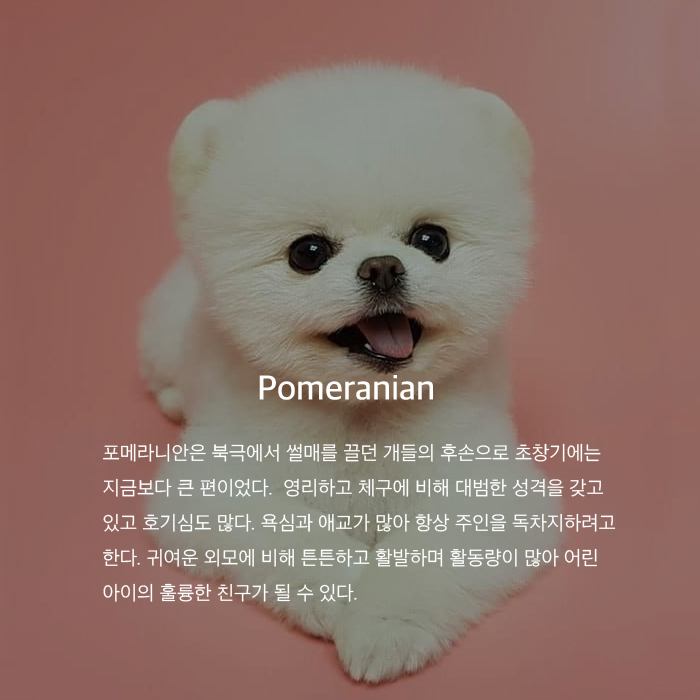 Pomeranian
포메라니안은 북극에서 썰매를 끌던 개들의 후손으로 초창기에는
지금보다 큰 편이었다.  영리하고 체구에 비해 대범한 성격을 갖고
있고 호기심도 많다. 욕심과 애교가 많아 항상 주인을 독차지하려고
한다. 귀여운 외모에 비해 튼튼하고 활발하며 활동량이 많아 어린
아이의 훌륭한 친구가 될 수 있다.